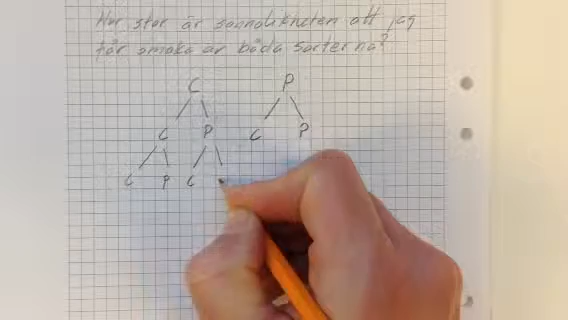 Hur stor är sannolikheten att jag
får smaka av båda sorterna?
C P
C P C P
C P C